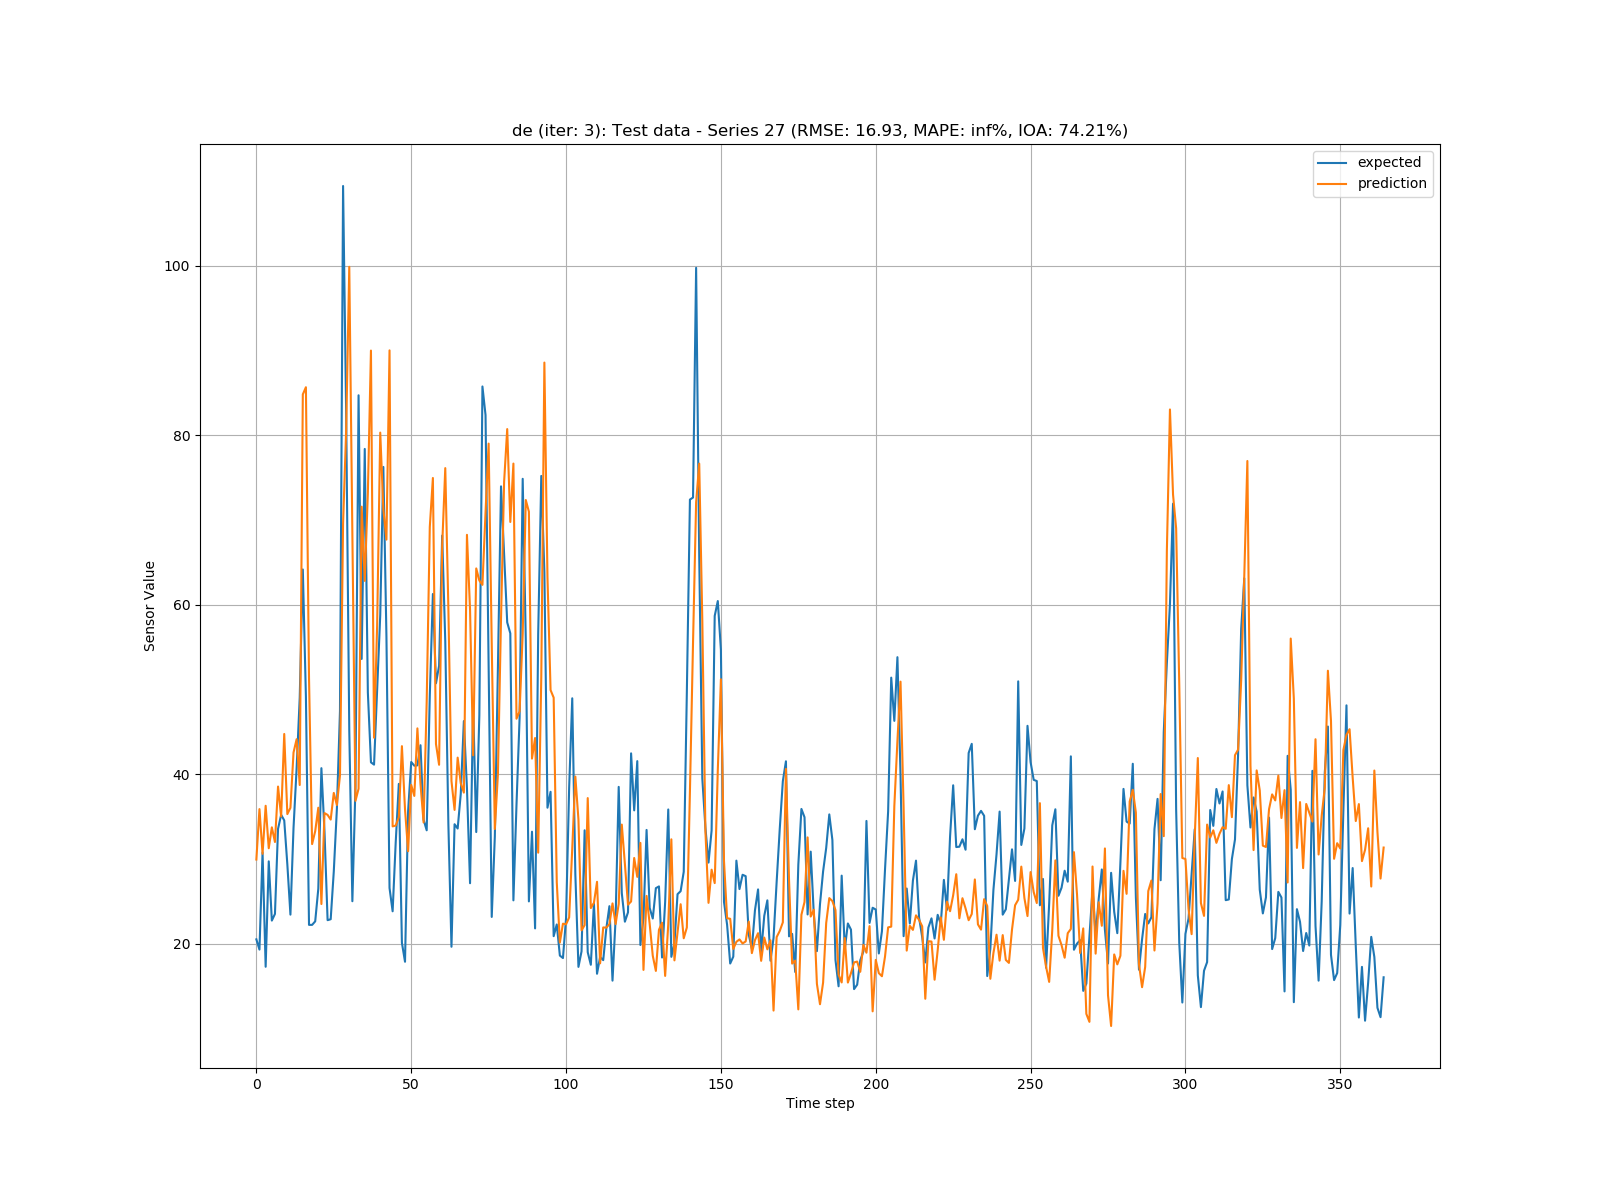 de (iter: 3): Test data - Series 27 (RMSE: 16.93, MAPE: inf%, IOA: 74.21%)
expected
prediction
100
80
60
40
20
Sensor Value
0 50 100 150 200 250 300 350
Time step